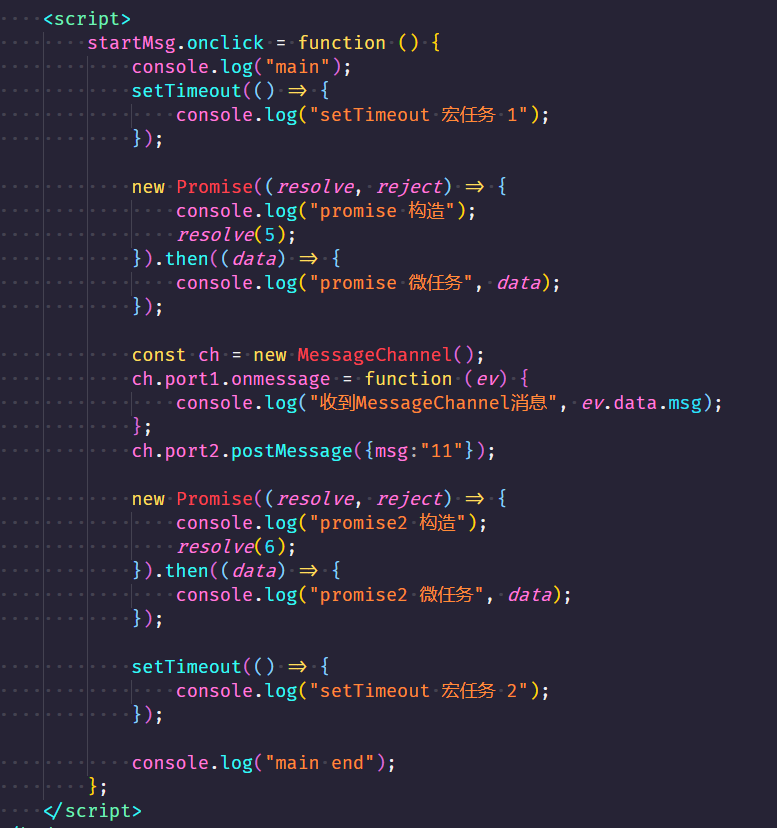 <script>
startMsg.onclick = function () {
console.log("main");
setTimeout(() => {
console.log("setTimeout 宏任务 1");
});
new Promise((resolve, reject) => {
console.log("promise 构造");
resolve(5);
}).then((data) => {
console.log("promise 微任务", data);
});
const ch = new MessageChannel();
ch.port1.onmessage = function (ev) {
console.log("收到MessageChannel消息", ev.data.msg);
};
ch.port2.postMessage({msg:"11"});
new Promise((resolve, reject) => {
console.log("promise2 构造");
resolve(6);
}).then((data) => {
console.log("promise2 微任务", data);
});
setTimeout(() => {
console.log("setTimeout 宏任务 2");
});
console.log("main end");
};
</script>